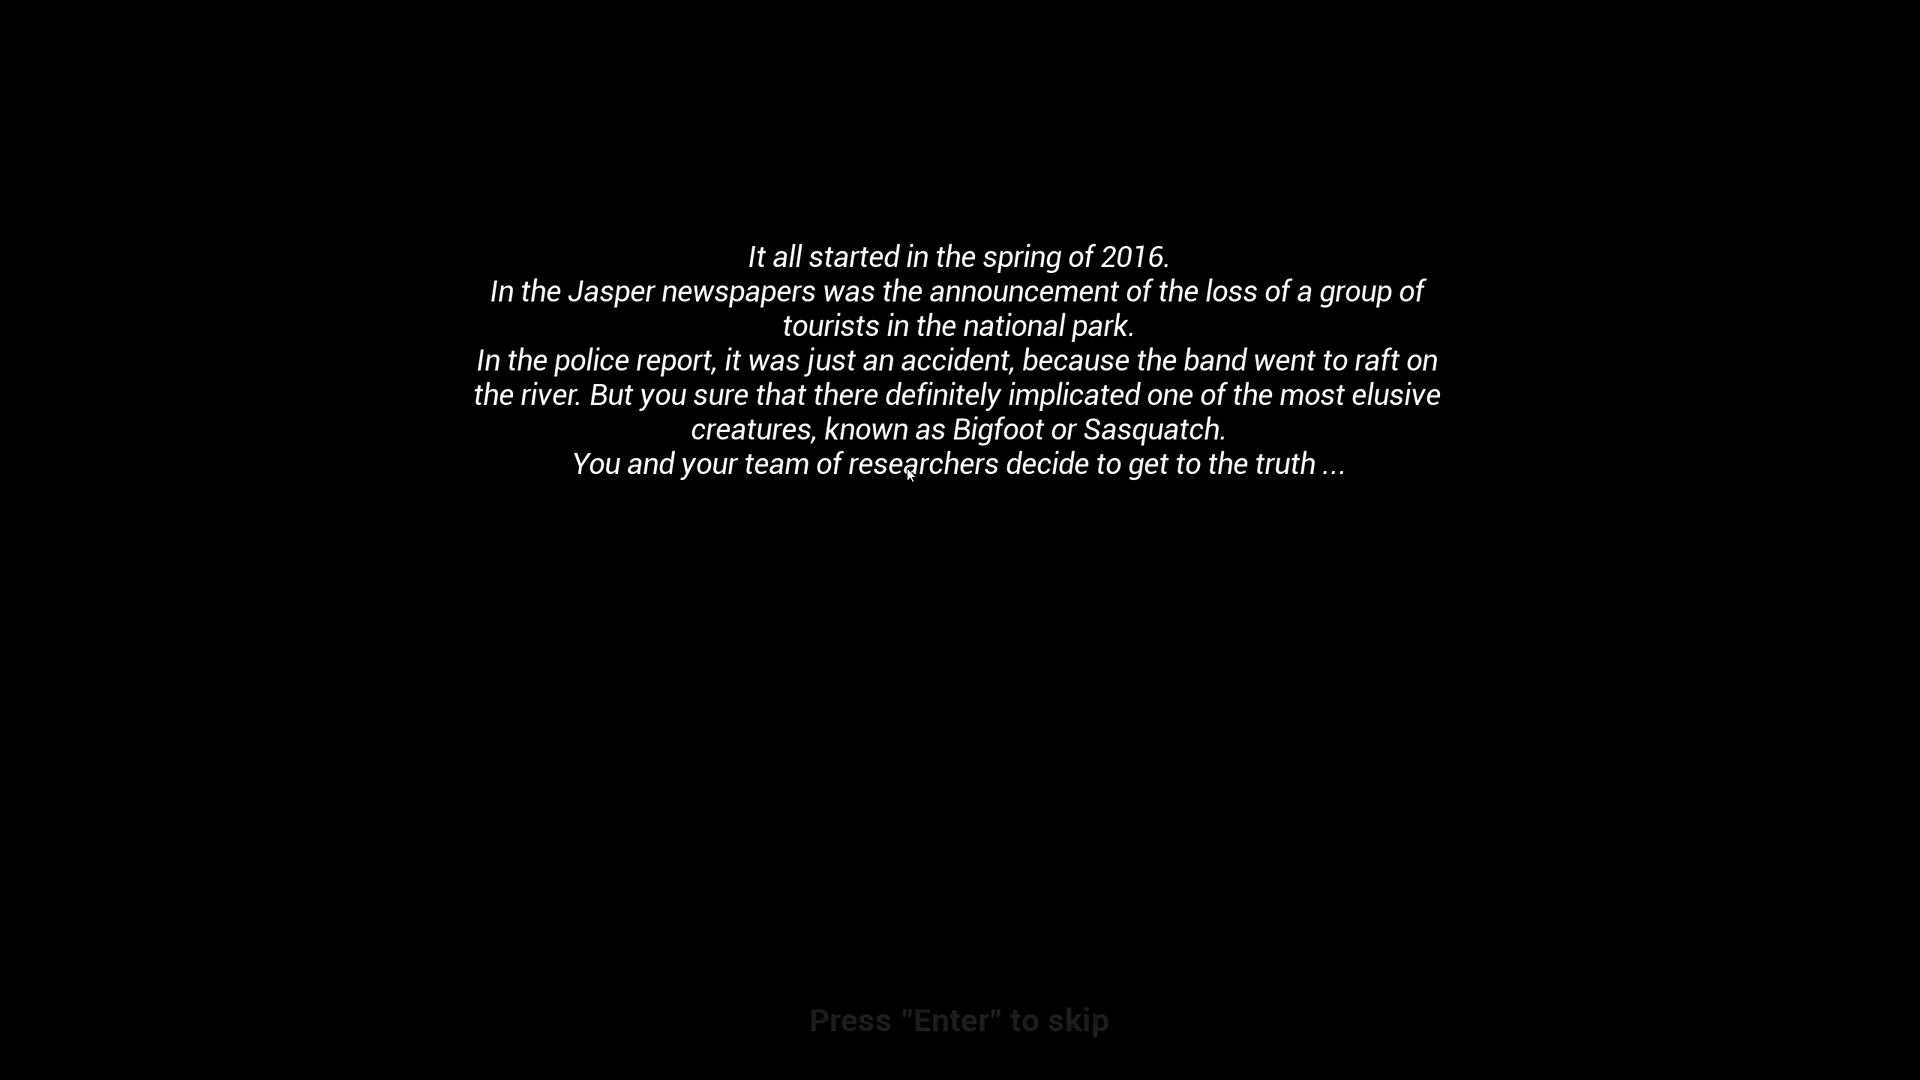 It all started in the spring of 2016.
In the Jasper newspapers was the announcement of the loss of a group of
tourists in the national park.
In the police report, it was just an accident, because the band went to raft on
the river. But you sure that there definitely implicated one of the most elusive
creatures, known as Bigfoot or Sasquatch.
You and your team of researchers decide to get to the truth ...
Press "Enter" to skip